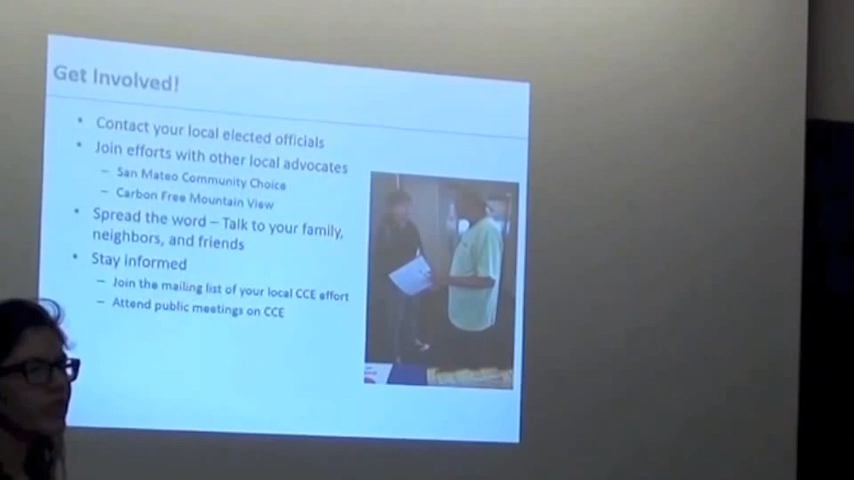 Get Involved!
• Contact your local elected officials
• Join efforts with other local advocates
– San Mateo Community Choice
– Carbon Free Mountain View
• Spread the word – Talk to your family,
neighbors, and friends
• Stay informed
– Join the mailing list of your local CCE effort
– Attend public meetings on CCE